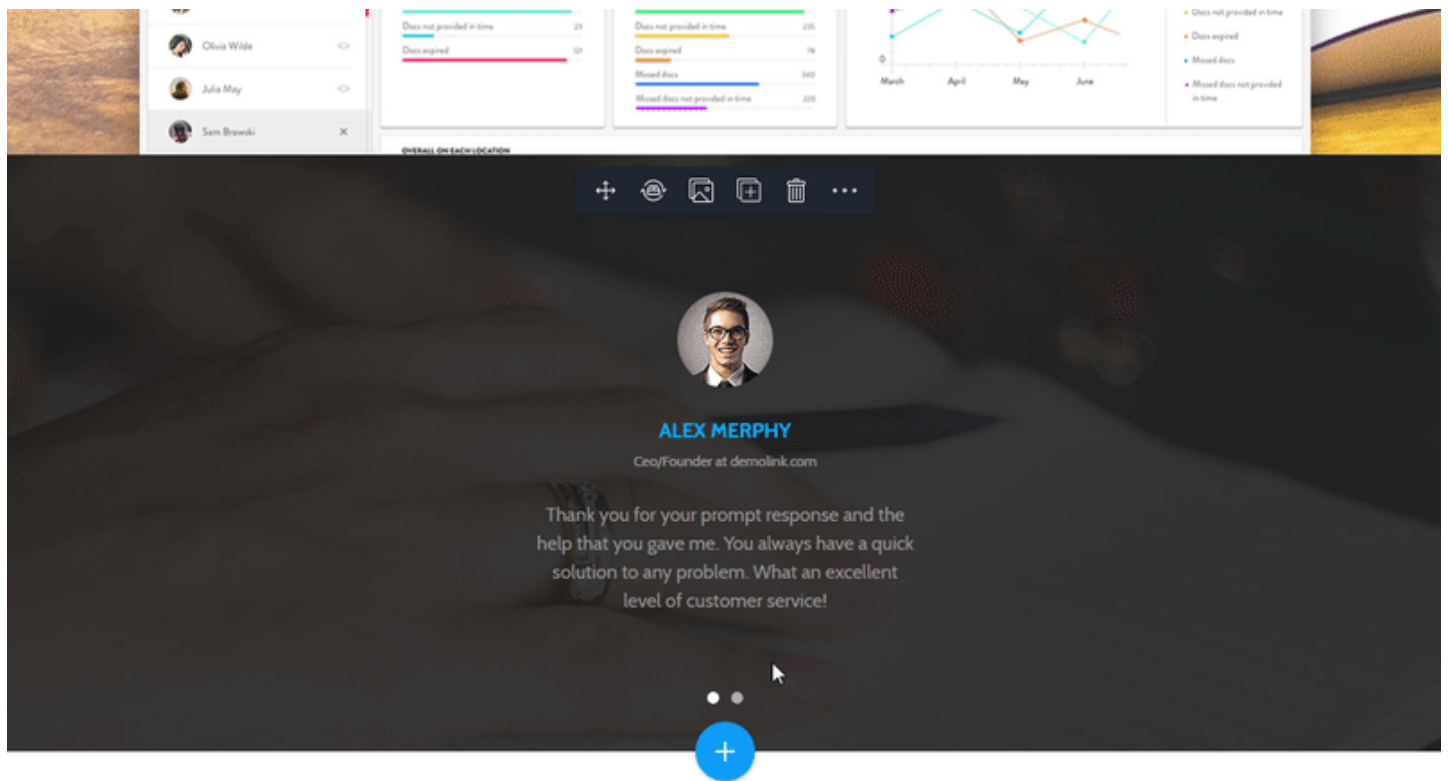 Olivia Wilde
Julia May
Sam Browski
Docs not provided in time 23
Docs expired 121
Docs not provided in time 235
Docs expired 78
Missed docs 340
Missed docs not provided in time 220
0
March April May June
Docs not provided in time
Docs expired
Missed docs
Missed docs not provided
in time
OVERALL ON EACH LOCATION
ALEX MERPHY
Ceo/Founder at demolink.com
Thank you for your prompt response and the
help that you gave me. You always have a quick
solution to any problem. What an excellent
level of customer service!